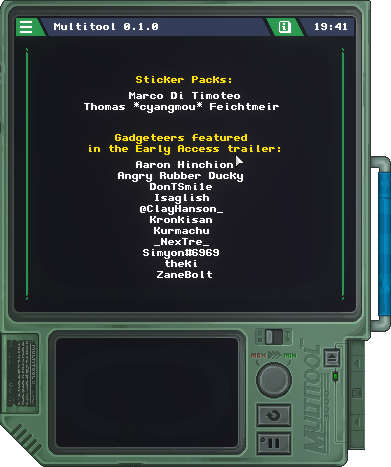 Multitool 0.1.0
19:41
Sticker Packs:
Marco Di Timoteo
Thomas *cyangmou* Feichtmeir
Gadgeteers featured
in the Early Access trailer:
Aaron Hinchion
Angry Rubber Ducky
DonTSmi1e
Isaglish
@ClayHanson_
Kronkisan
Kurmachu
_NexTre_
Simyon#6969
theKi
ZaneBolt
MAX MIN
MULTITOOL